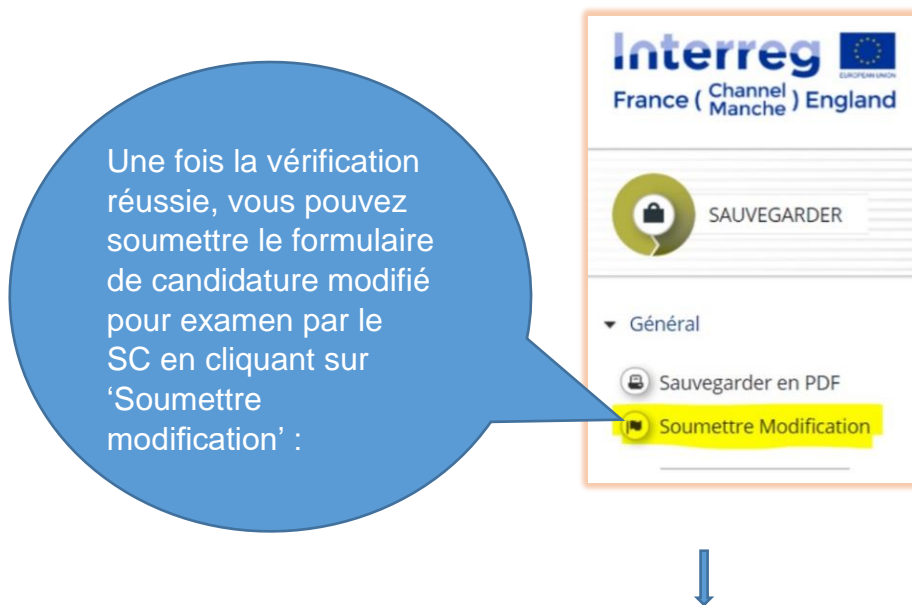 Une fois la vérification
réussie, vous pouvez
soumettre le formulaire
de candidature modifié
pour examen par le
SC en cliquant sur
‘Soumettre
modification’ :
Interreg
EUROPEAN UNION
France ( Channel Manche ) England
SAUVEGARDER
Général
Sauvegarder en PDF
Soumettre Modification